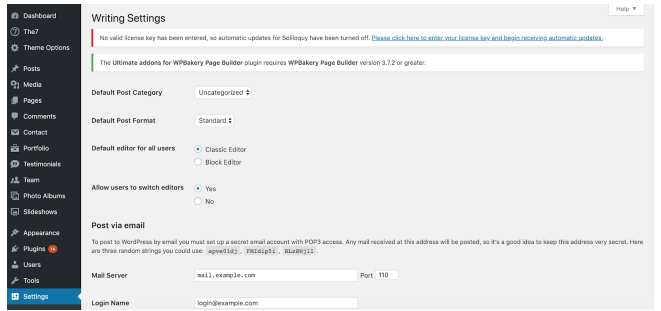 Help ▼
Dashboard
The7
Theme Options
Posts
Media
Pages
Comments
Contact
Portfolio
Testimonials
Team
Photo Albums
Slideshows
Appearance
Plugins 14
Users
Tools
Settings
Writing Settings
No valid license key has been entered, so automatic updates for Soliloquy have been turned off. Please click here to enter your license key and begin receiving automatic updates.
The Ultimate addons for WPBakery Page Builder plugin requires WPBakery Page Builder version 3.7.2 or greater.
Default Post Category Uncategorized
Default Post Format Standard
Default editor for all users Classic Editor
Block Editor
Allow users to switch editors Yes
No
Post via email
To post to WordPress by email you must set up a secret email account with POP3 access. Any mail received at this address will be posted, so it's a good idea to keep this address very secret. Here
are three random strings you could use: apve01dj, FWIdip5i, BLzBWjlI.
Mail Server mail.example.com Port 110
Login Name login@example.com